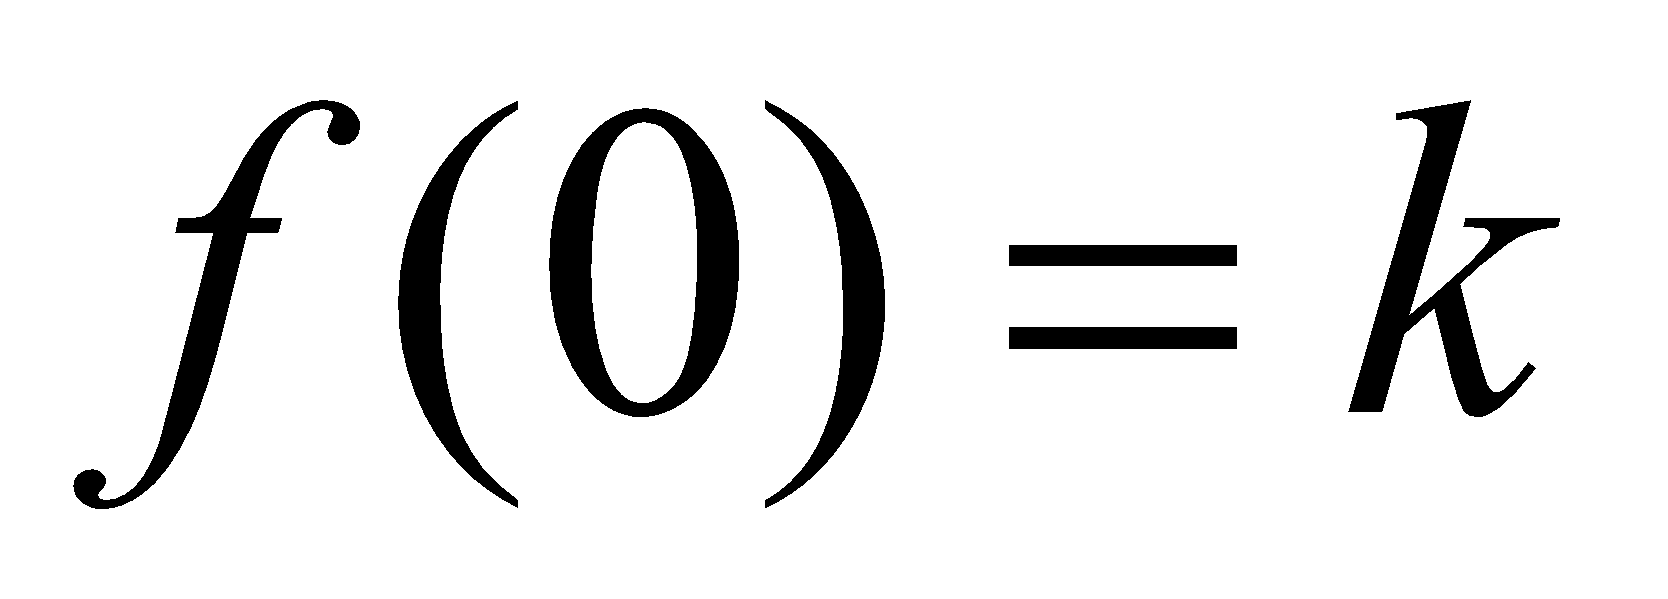 f(0) = k